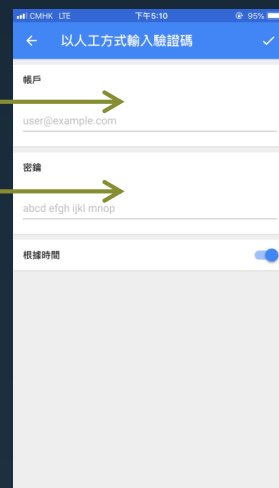 CMHK LTE 下午5:10 95%
以人工方式輸入驗證碼
帳戶
user@example.com
密鑰
abcd efgh ijkl mnop
根據時間